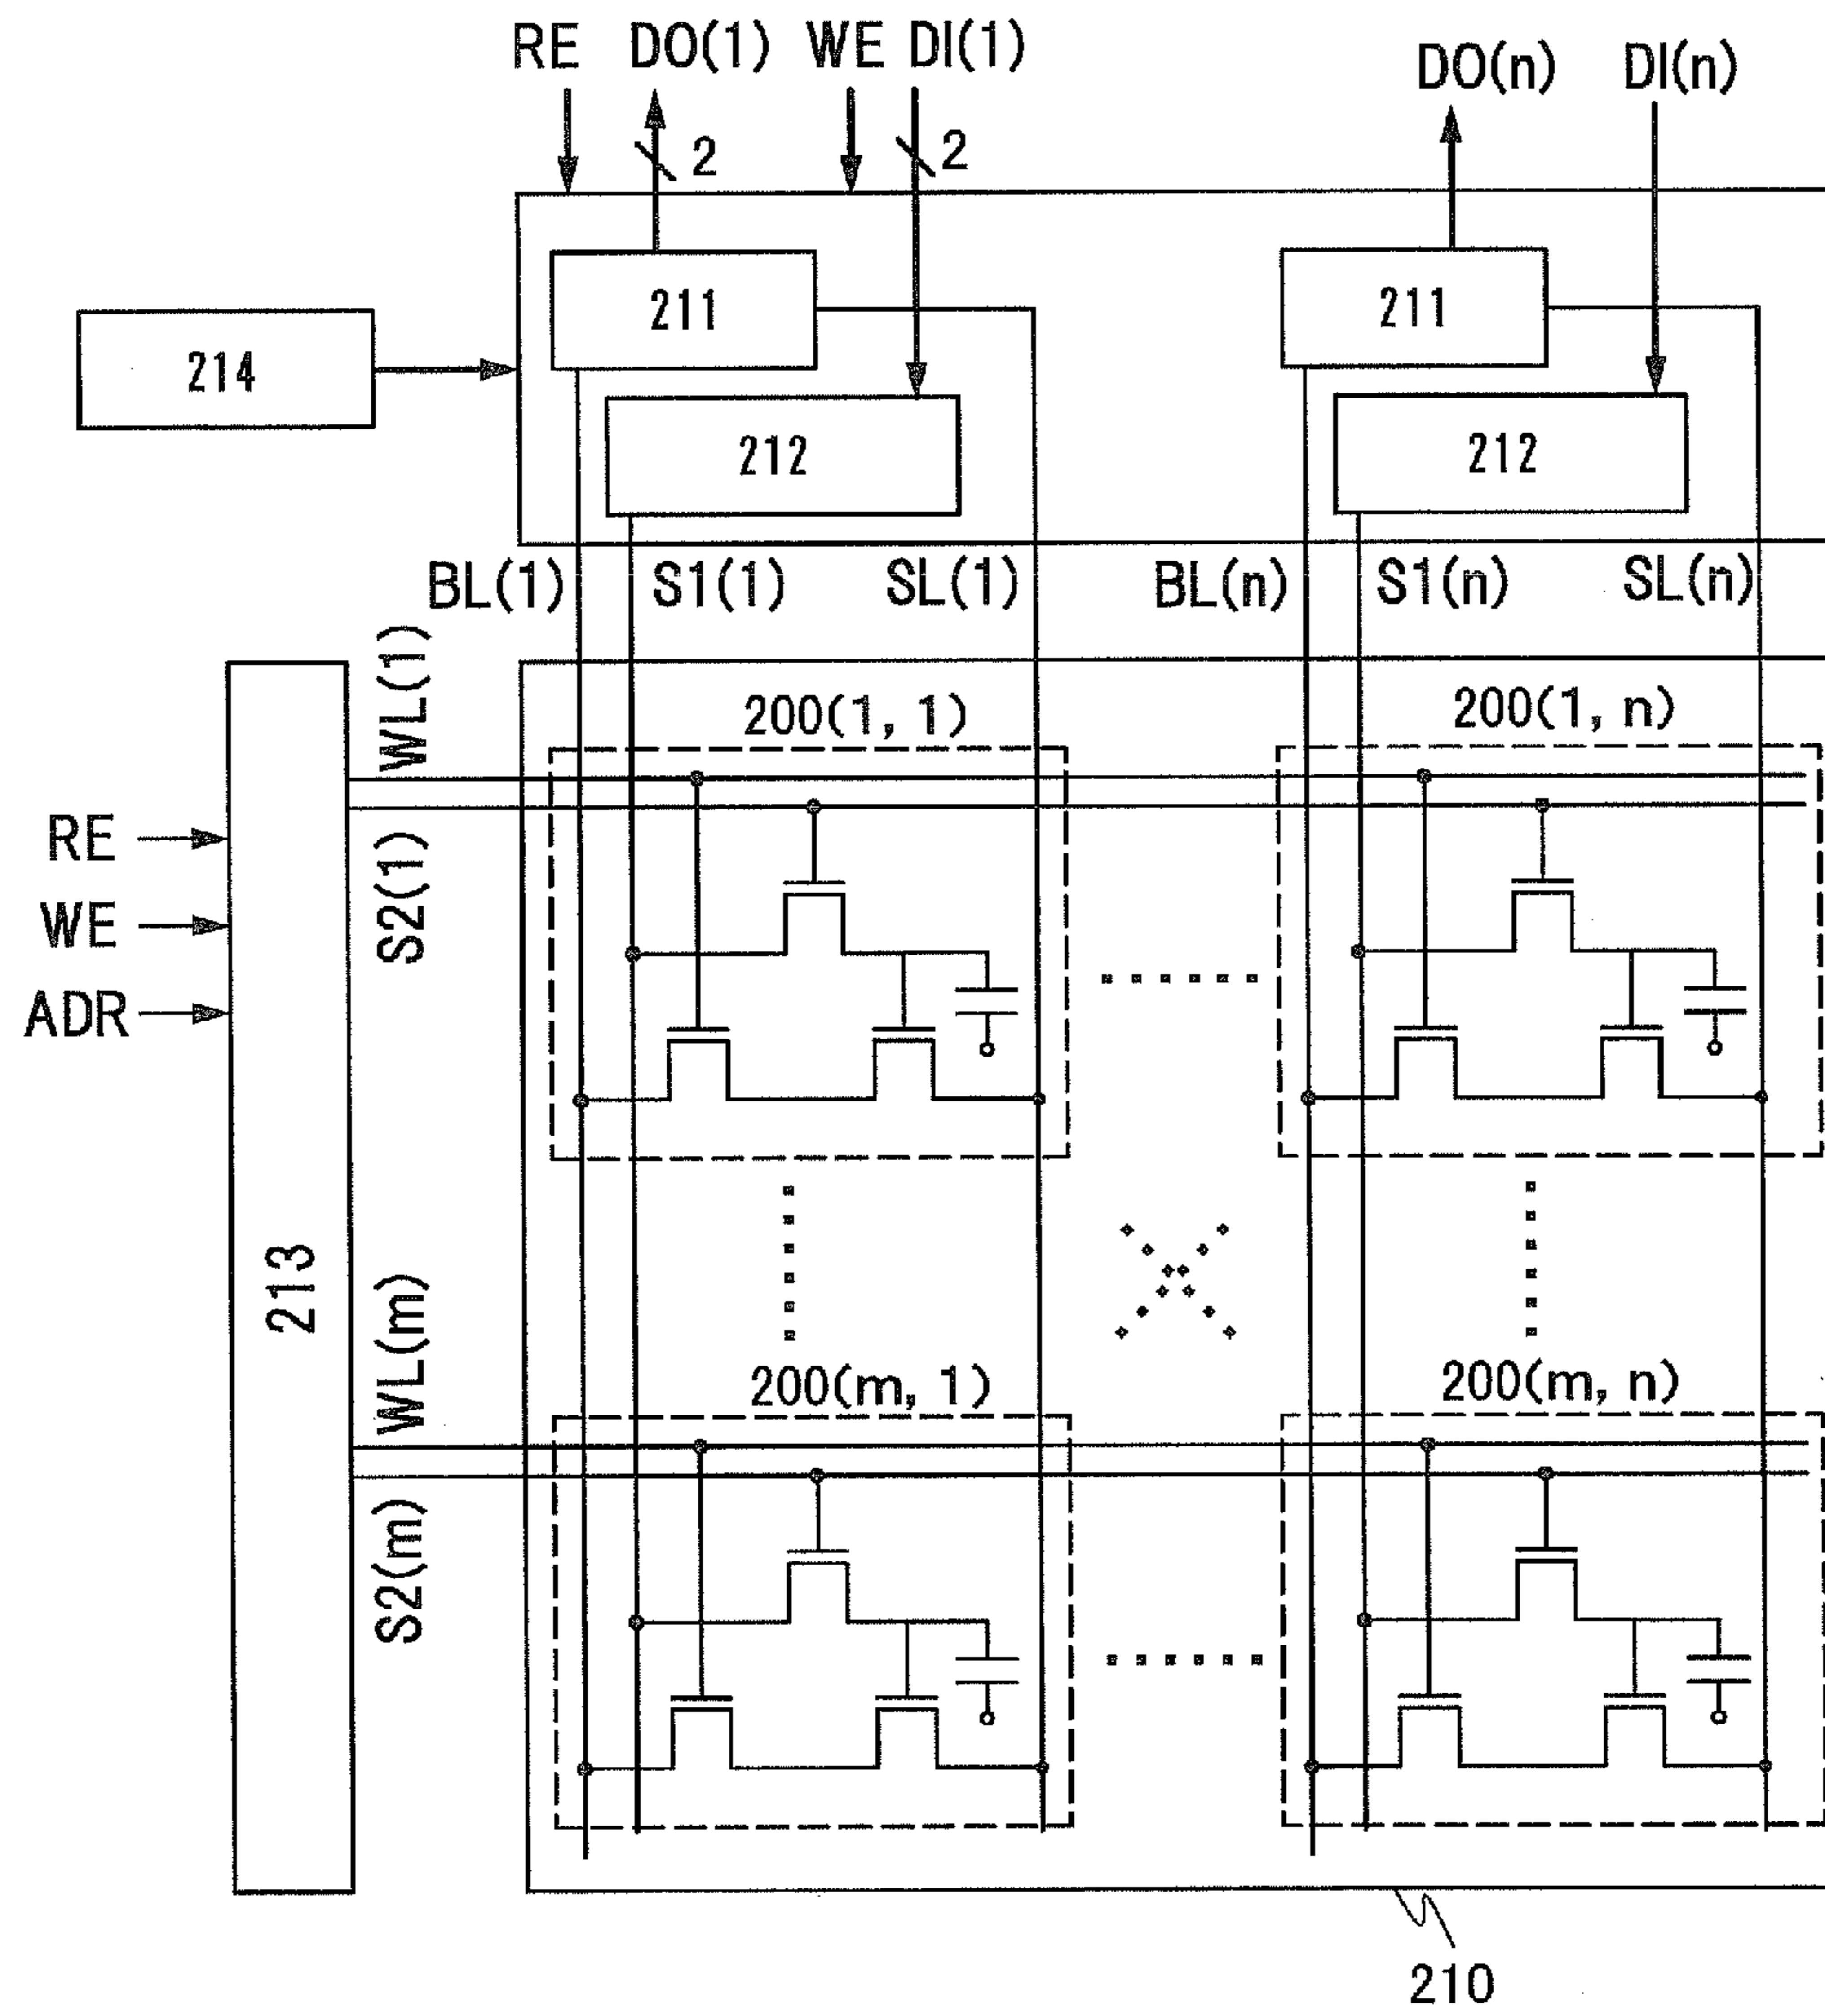 RE DO(1) WE DI(1) DO(n) DI(n)
2 2
211 211
214
212 212
BL(1) S1(1) SL(1) BL(n) S1(n) SL(n)
WL(1)
200(1, 1) 200(1, n)
S2(1)
RE
WE
ADR
213
WL(m)
200(m, 1) 200(m, n)
S2(m)
210